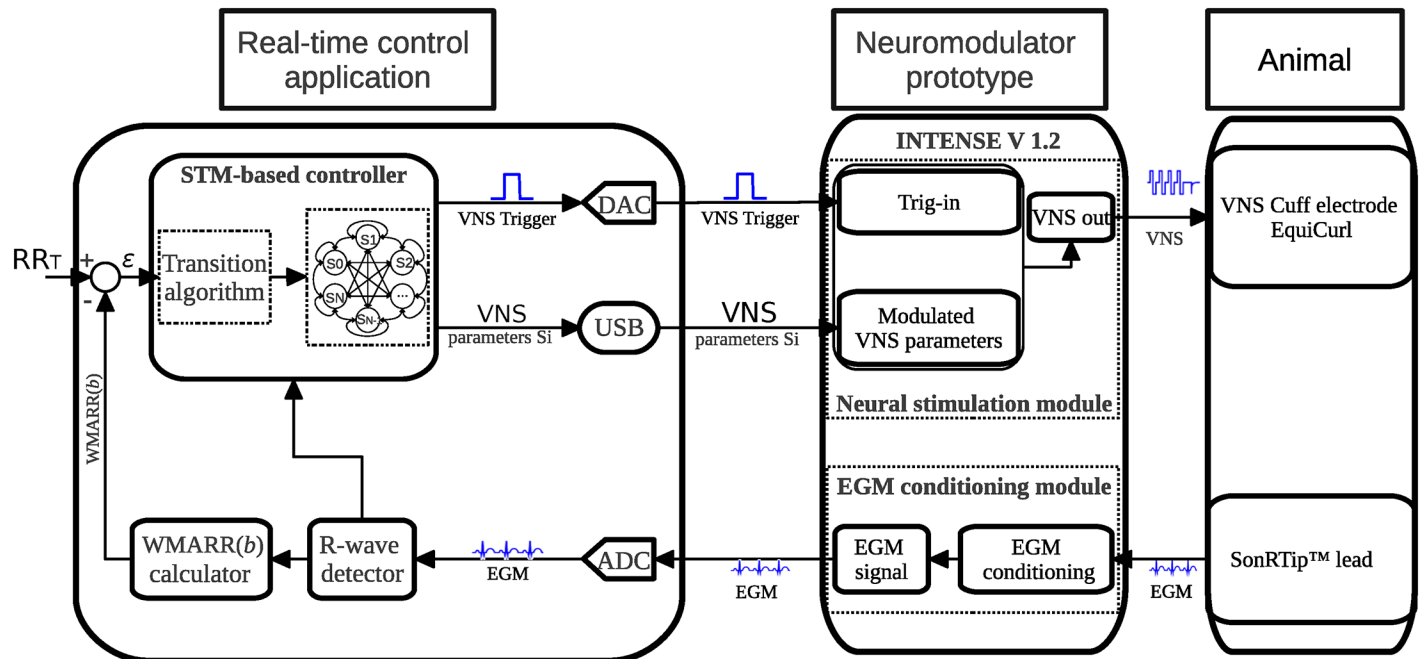 Real-time control
application
Neuromodulator
prototype
Animal
INTENSE V 1.2
STM-based controller
Transition
algorithm
S1
S0
S2
SN
...
SN-1
RRT
+
-
ε
VNS Trigger
DAC
VNS Trigger
Trig-in
VNS out
VNS
VNS Cuff electrode
EquiCurl
VNS
parameters Si
USB
VNS
parameters Si
Modulated
VNS parameters
Neural stimulation module
WMARR(b)
EGM conditioning module
WMARR(b)
calculator
R-wave
detector
EGM
ADC
EGM
EGM
signal
EGM
conditioning
EGM
SonRTip™ lead